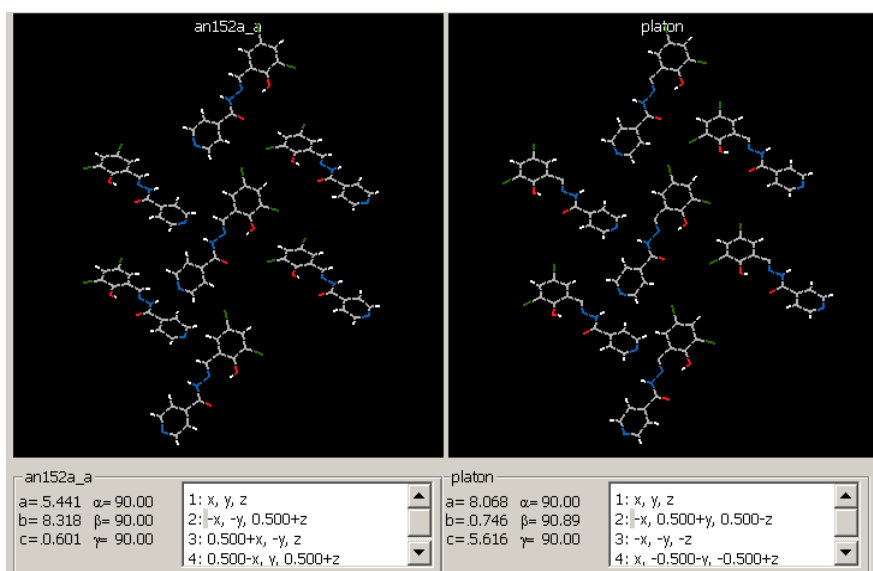 an152a_a
platon
an152a_a
a= .5.441 α= 90.00
b= 8.318 β= 90.00
c= .0.601 γ= 90.00
1: x, y, z
2: -x, -y, 0.500+z
3: 0.500+x, -y, z
4: 0.500-x, y, 0.500+z
platon
a= 8.068 α= 90.00
b= .0.746 β= 90.89
c= .5.616 γ= 90.00
1: x, y, z
2: -x, 0.500+y, 0.500-z
3: -x, -y, -z
4: x, -0.500-y, -0.500+z